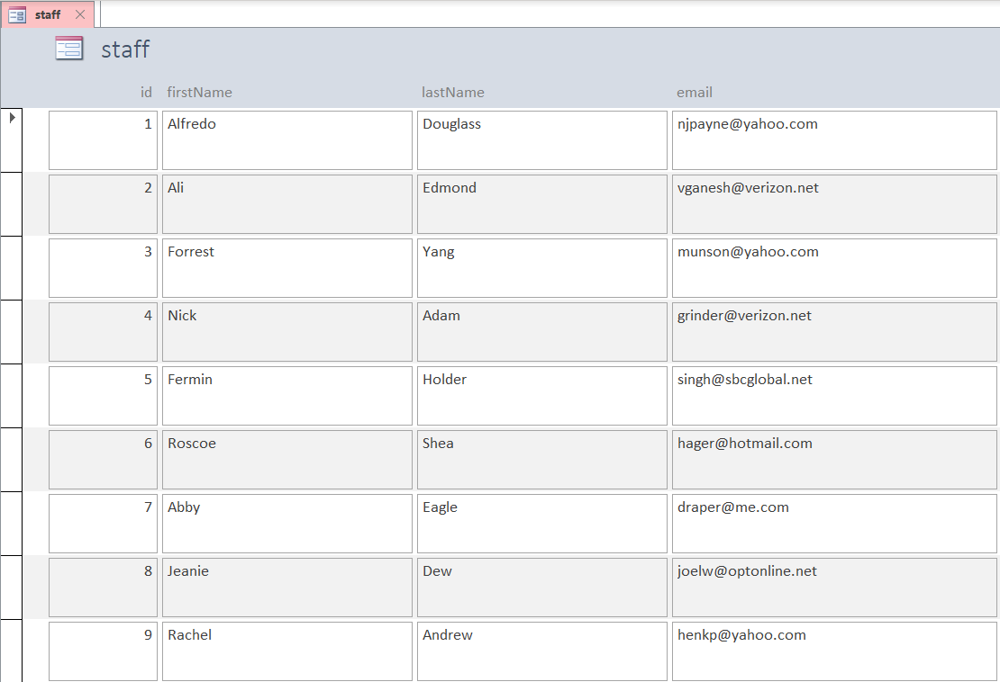 staff
staff
id firstName lastName email
1 Alfredo Douglass njpayne@yahoo.com
2 Ali Edmond vganesh@verizon.net
3 Forrest Yang munson@yahoo.com
4 Nick Adam grinder@verizon.net
5 Fermin Holder singh@sbcglobal.net
6 Roscoe Shea hager@hotmail.com
7 Abby Eagle draper@me.com
8 Jeanie Dew joelw@optonline.net
9 Rachel Andrew henkp@yahoo.com